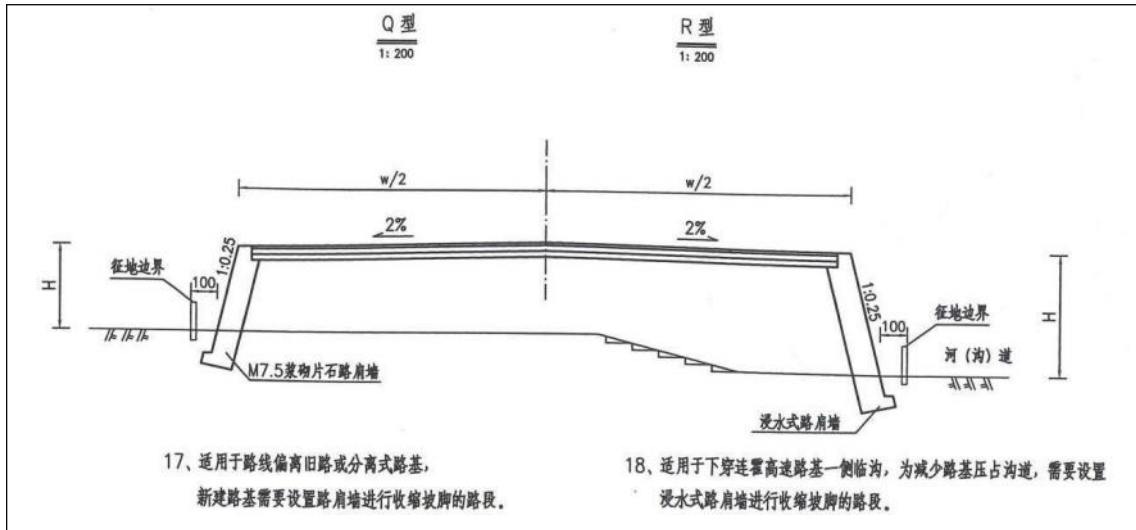 Q 型
1: 200
R 型
1: 200
w/2
w/2
2%
2%
1:0.25
1:0.25
H
H
征地边界
100
征地边界
100
河（沟）道
M7.5浆砌片石路肩墙
浸水式路肩墙
17、适用于路线偏离旧路或分离式路基，
新建路基需要设置路肩墙进行收缩坡脚的路段。
18、适用于下穿连霍高速路基一侧临沟，为减少路基压占沟道，需要设置
浸水式路肩墙进行收缩坡脚的路段。